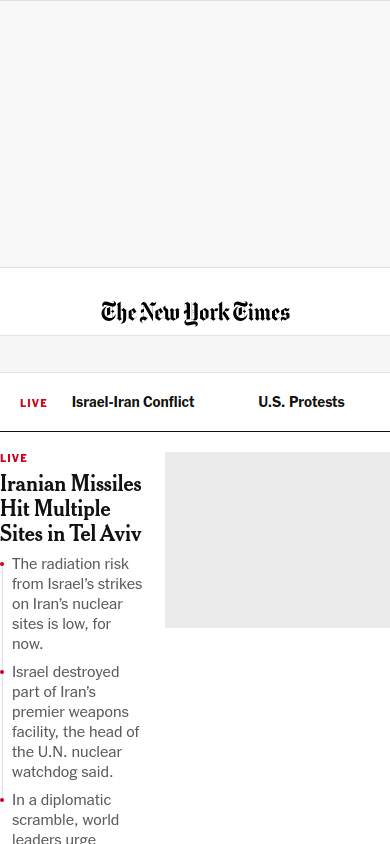 The New York Times
LIVE Israel-Iran Conflict U.S. Protests
LIVE
Iranian Missiles
Hit Multiple
Sites in Tel Aviv
The radiation risk
from Israel’s strikes
on Iran’s nuclear
sites is low, for
now.
Israel destroyed
part of Iran’s
premier weapons
facility, the head of
the U.N. nuclear
watchdog said.
In a diplomatic
scramble, world
leaders urge